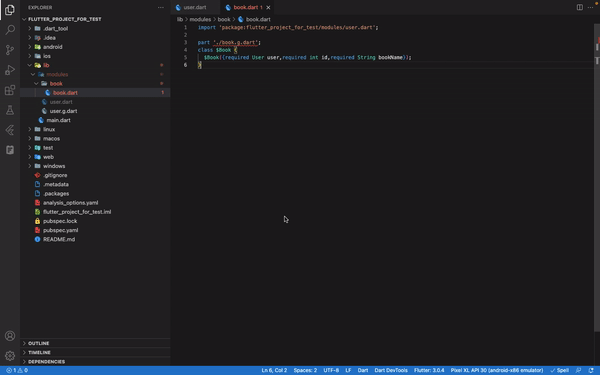 EXPLORER
FLUTTER_PROJECT_FOR_TEST
.dart_tool
.idea
android
ios
lib
modules
book
book.dart 1
user.dart
user.g.dart
main.dart
linux
macos
test
web
windows
.gitignore
.metadata
.packages
analysis_options.yaml
flutter_project_for_test.iml
pubspec.lock
pubspec.yaml
README.md
OUTLINE
TIMELINE
DEPENDENCIES
user.dart
book.dart 1
lib > modules > book > book.dart
1 import 'package:flutter_project_for_test/modules/user.dart';
2
3 part './book.g.dart';
4 class $Book {
5 $Book({required User user,required int id,required String bookName});
6 }
1 0 Ln 6, Col 2 Spaces: 2 UTF-8 LF Dart Dart DevTools Flutter: 3.0.4 Pixel XL API 30 (android-x86 emulator) Spell